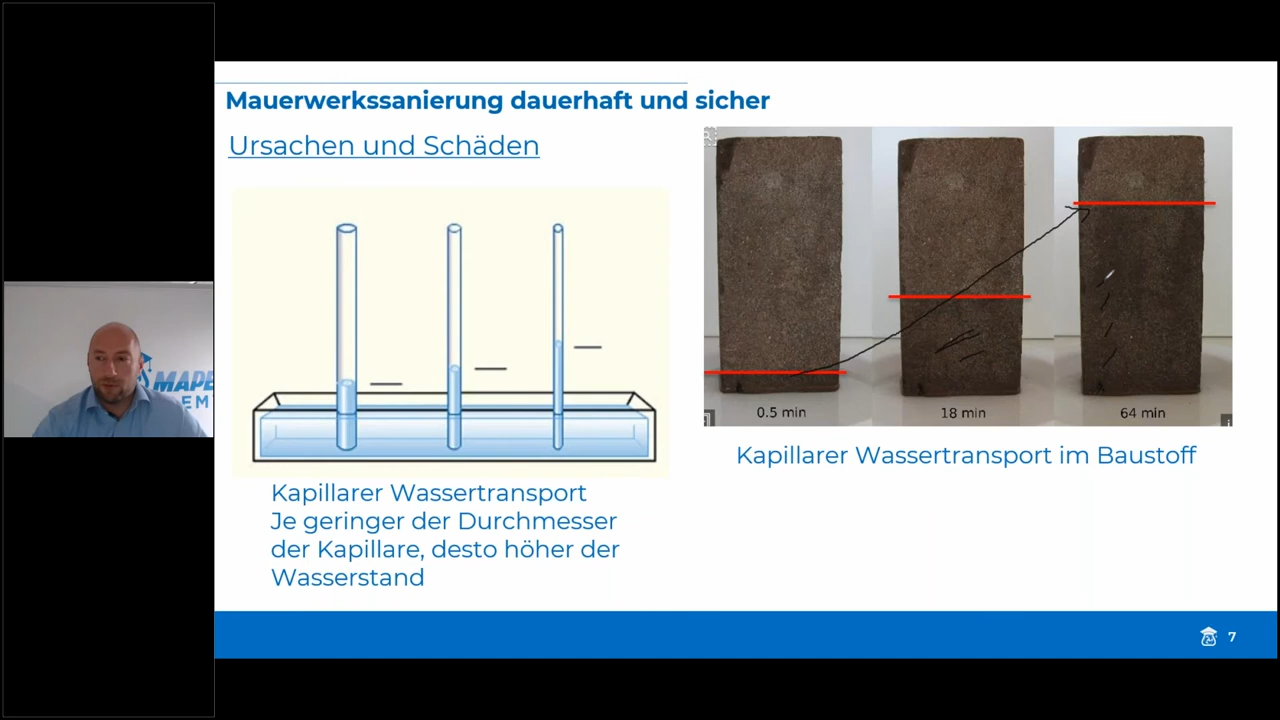 Mauerwerkssanierung dauerhaft und sicher
Ursachen und Schäden
0.5 min
18 min
64 min
Kapillarer Wassertransport im Baustoff
Kapillarer Wassertransport
Je geringer der Durchmesser
der Kapillare, desto höher der
Wasserstand
7